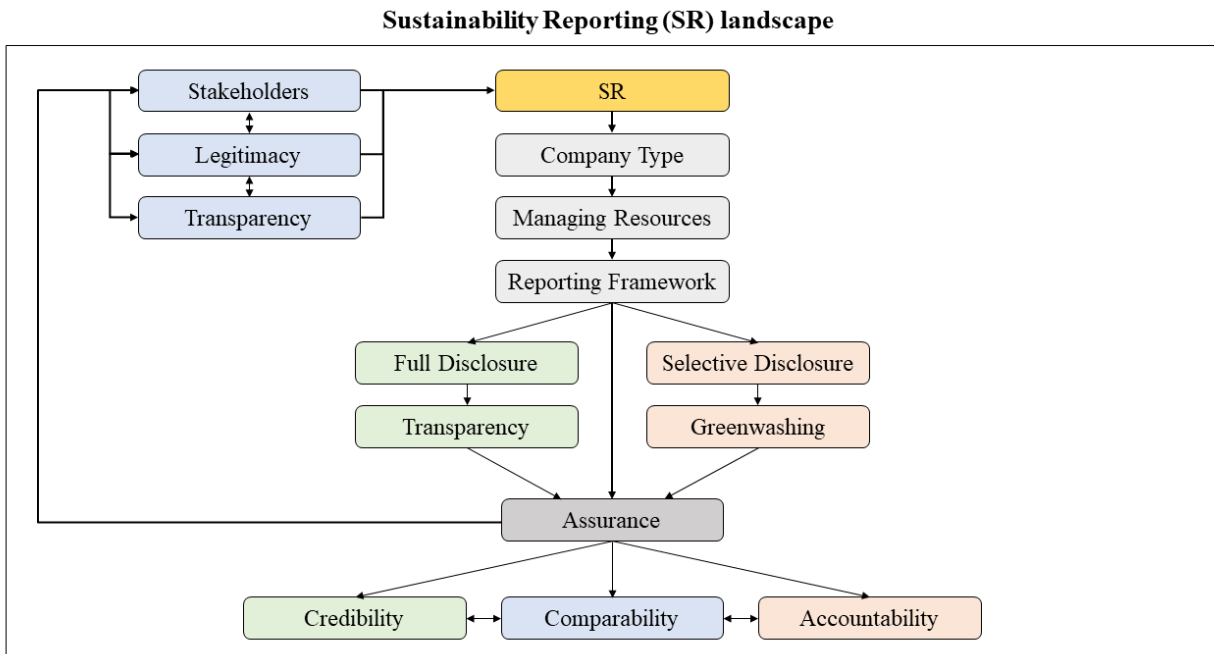 Sustainability Reporting (SR) landscape
Stakeholders
SR
Legitimacy
Company Type
Transparency
Managing Resources
Reporting Framework
Full Disclosure
Selective Disclosure
Transparency
Greenwashing
Assurance
Credibility
Comparability
Accountability